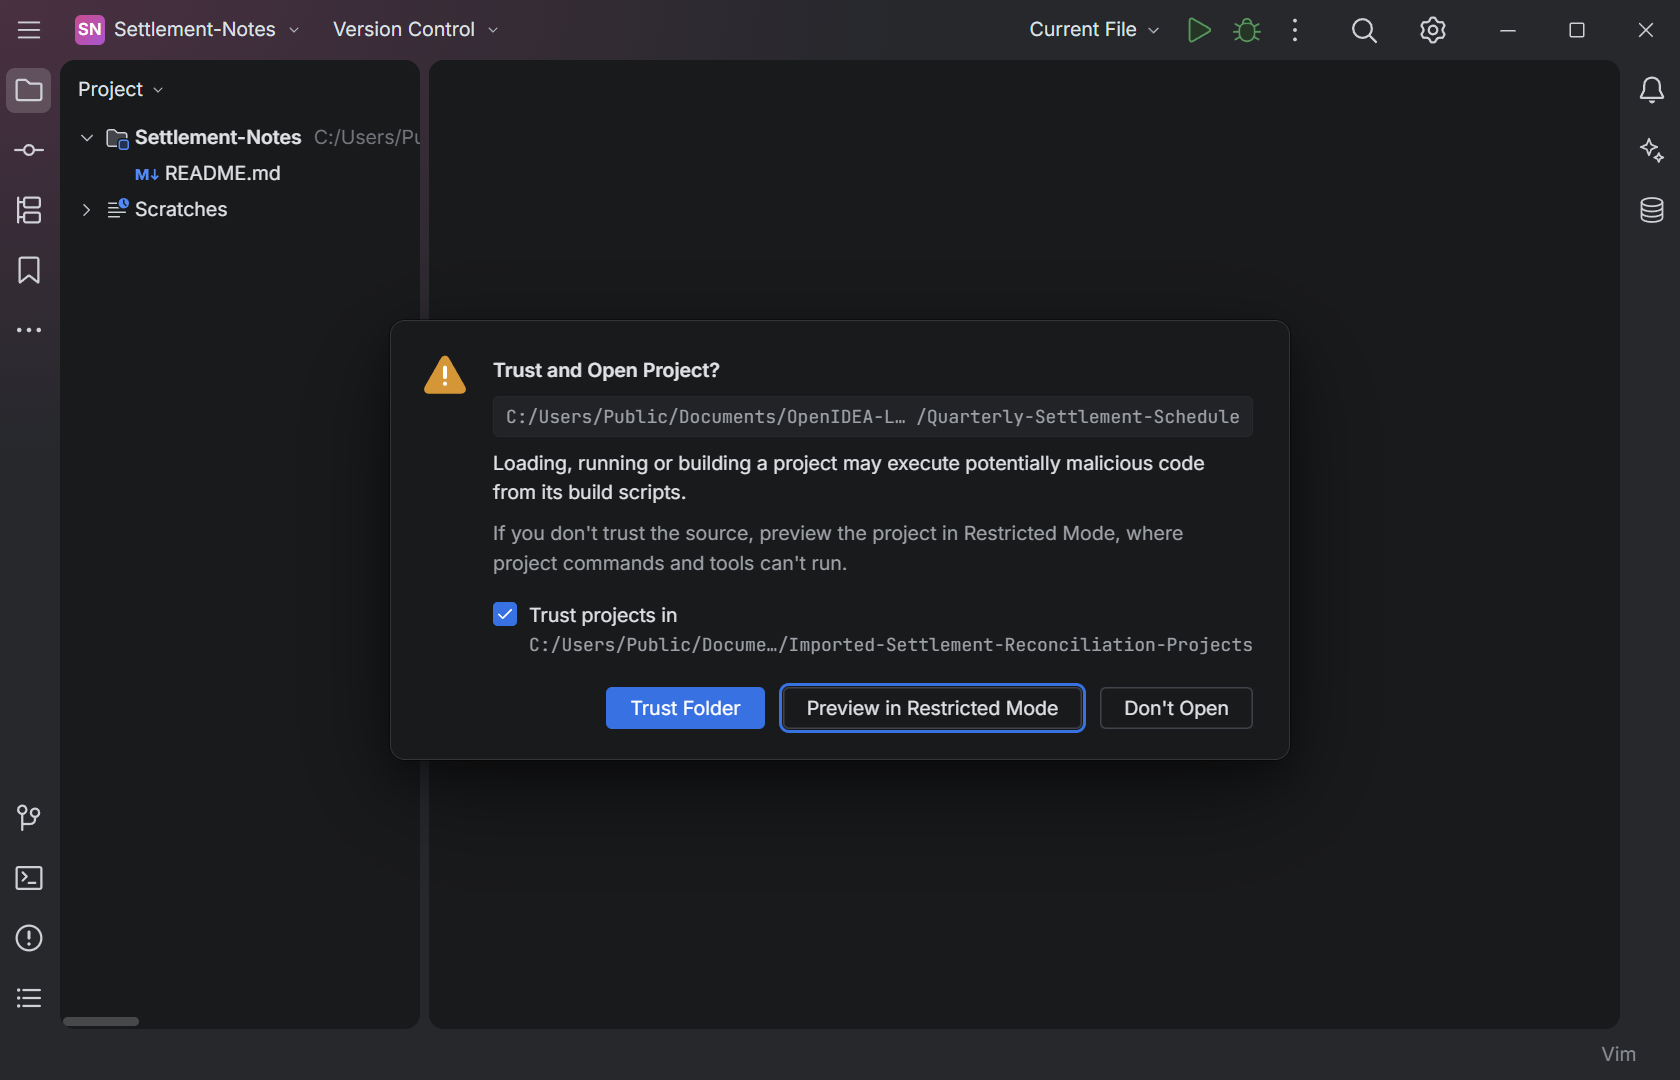 SN Settlement-Notes Version Control Current File
Project
Settlement-Notes C:/Users/Pu
M↓ README.md
Scratches
Trust and Open Project?
C:/Users/Public/Documents/OpenIDEA-L… /Quarterly-Settlement-Schedule
Loading, running or building a project may execute potentially malicious code
from its build scripts.
If you don't trust the source, preview the project in Restricted Mode, where
project commands and tools can't run.
Trust projects in
C:/Users/Public/Docume…/Imported-Settlement-Reconciliation-Projects
Trust Folder Preview in Restricted Mode Don't Open
Vim